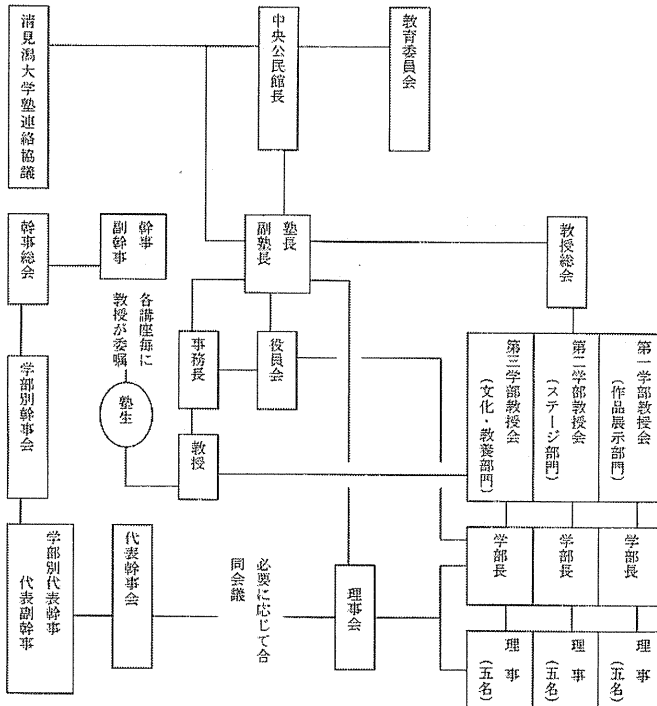 教育委員会
中央公民館長
清見潟大学塾連絡協議
教授総会
塾長
副塾長
幹事
副幹事
幹事総会
各講座毎に
教授が委嘱
塾生
事務長
役員会
教授
第一学部教授会
(作品展示部門)
第二学部教授会
(ステージ部門)
第三学部教授会
(文化・教養部門)
学部別幹事会
学部長
学部長
学部長
理事会
必要に応じて合
同会議
代表幹事会
学部別代表幹事
代表副幹事
理事
(五名)
理事
(五名)
理事
(五名)